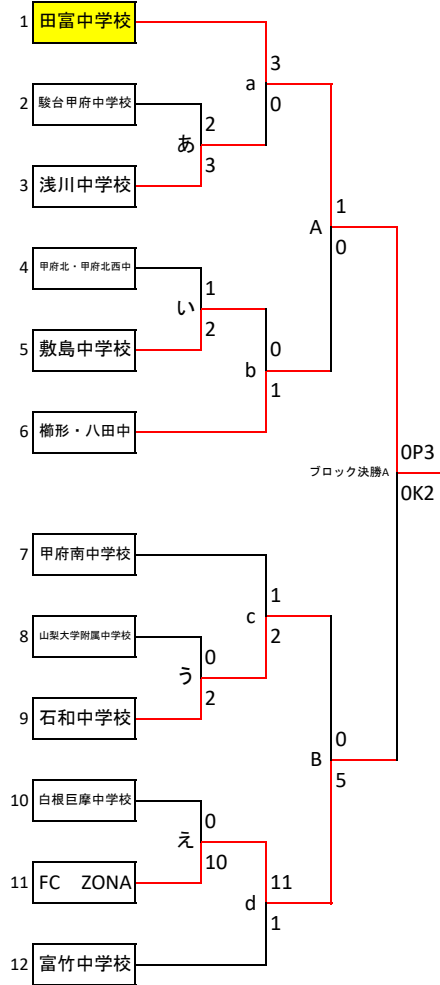 1 田富中学校
3
a
0
2 駿台甲府中学校
2
あ
3
3 浅川中学校
1
A
0
4 甲府北・甲府北西中
1
い
2
5 敷島中学校
0
b
1
6 櫛形・八田中
0P3
ブロック決勝A
0K2
7 甲府南中学校
1
c
2
8 山梨大学附属中学校
0
う
2
9 石和中学校
0
B
5
10 白根巨摩中学校
0
え
10
11 FC ZONA
11
d
1
12 富竹中学校